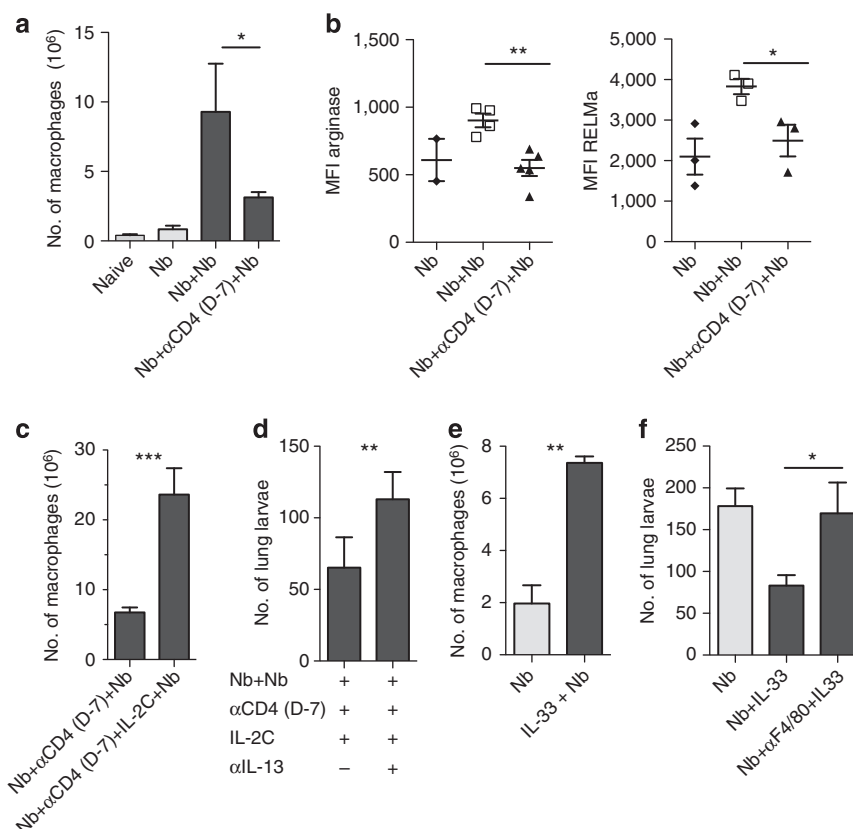 a
No. of macrophages (10⁶)
15
10
5
0
*
Naive
Nb
Nb+Nb
Nb+αCD4 (D-7)+Nb
b
MFI arginase
1,500
1,000
500
0
**
Nb
Nb+Nb
Nb+αCD4 (D-7)+Nb
MFI RELMa
5,000
4,000
3,000
2,000
1,000
0
*
Nb
Nb+Nb
Nb+αCD4 (D-7)+Nb
c
No. of macrophages (10⁶)
30
20
10
0
***
Nb+αCD4 (D-7)+Nb
Nb+αCD4 (D-7)+IL-2C+Nb
d
No. of lung larvae
150
100
50
0
**
Nb+Nb + +
αCD4 (D-7) + +
IL-2C + +
αIL-13 – +
e
No. of macrophages (10⁶)
8
6
4
2
0
**
Nb
IL-33 + Nb
f
No. of lung larvae
250
200
150
100
50
0
*
Nb
Nb+IL-33
Nb+αF4/80+IL33